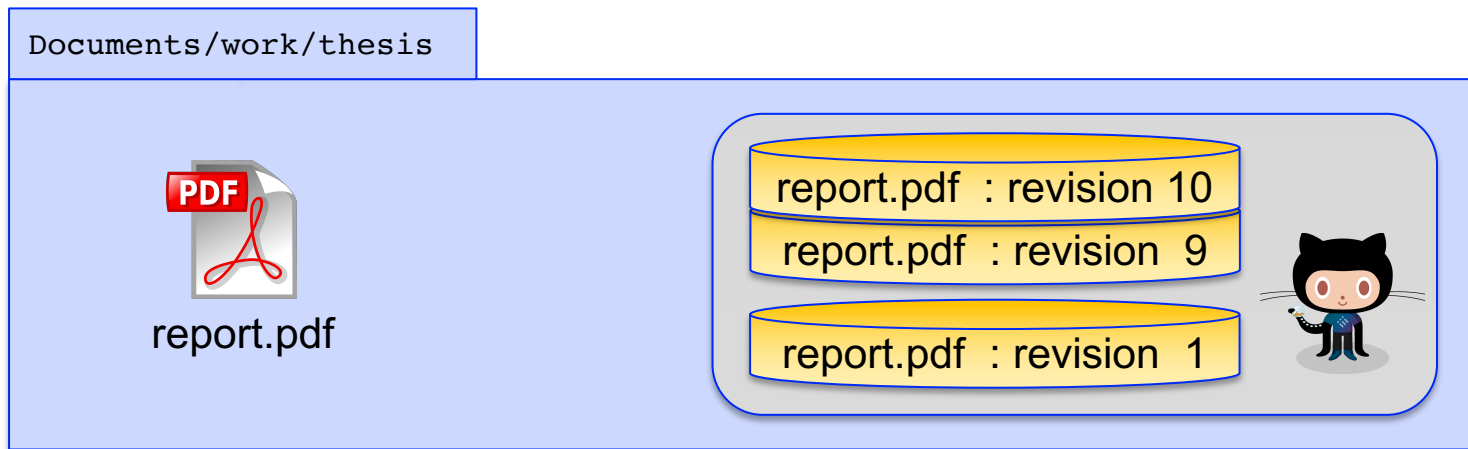 Documents/work/thesis
PDF
report.pdf
report.pdf : revision 10
report.pdf : revision 9
report.pdf : revision 1